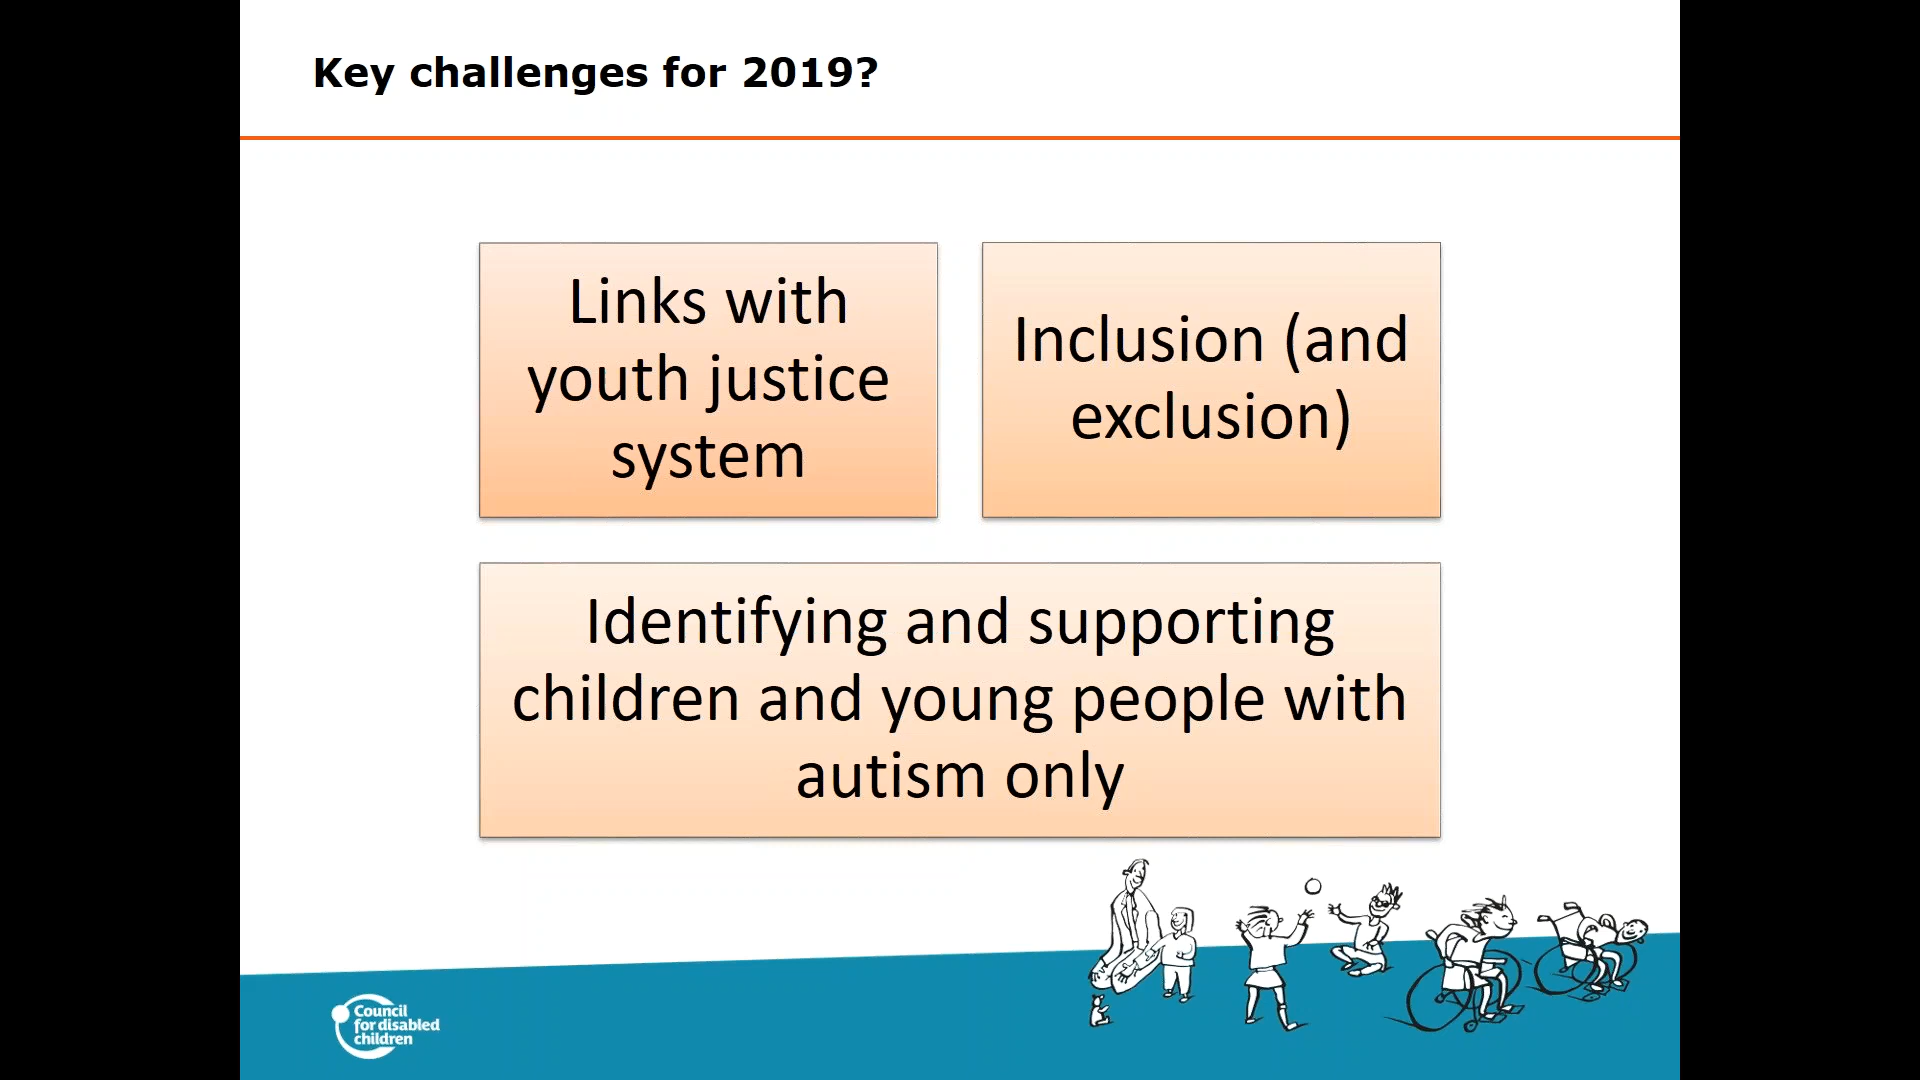 Key challenges for 2019?
Links with
youth justice
system
Inclusion (and
exclusion)
Identifying and supporting
children and young people with
autism only
Council
for disabled
children